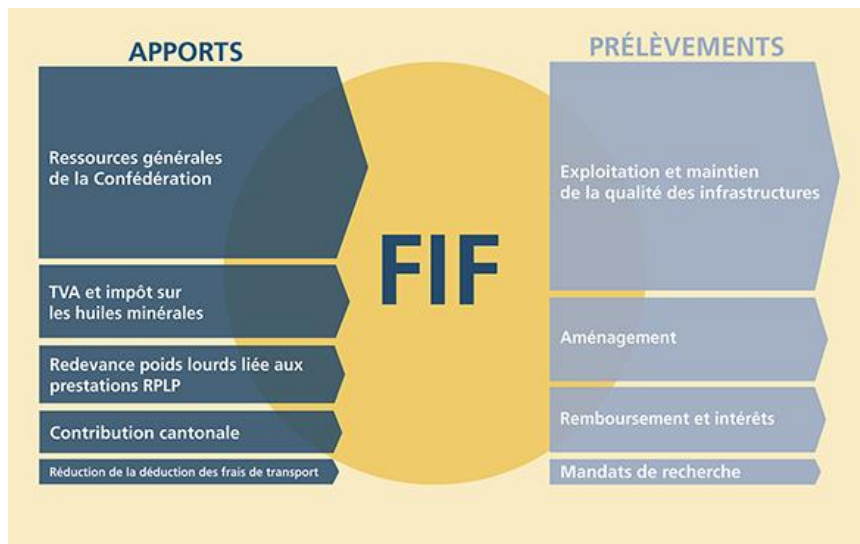 APPORTS
Ressources générales
de la Confédération
TVA et impôt sur
les huiles minérales
Redevance poids lourds liée aux
prestations RPLP
Contribution cantonale
Réduction de la déduction des frais de transport
FIF
PRÉLÈVEMENTS
Exploitation et maintien
de la qualité des infrastructures
Aménagement
Remboursement et intérêts
Mandats de recherche